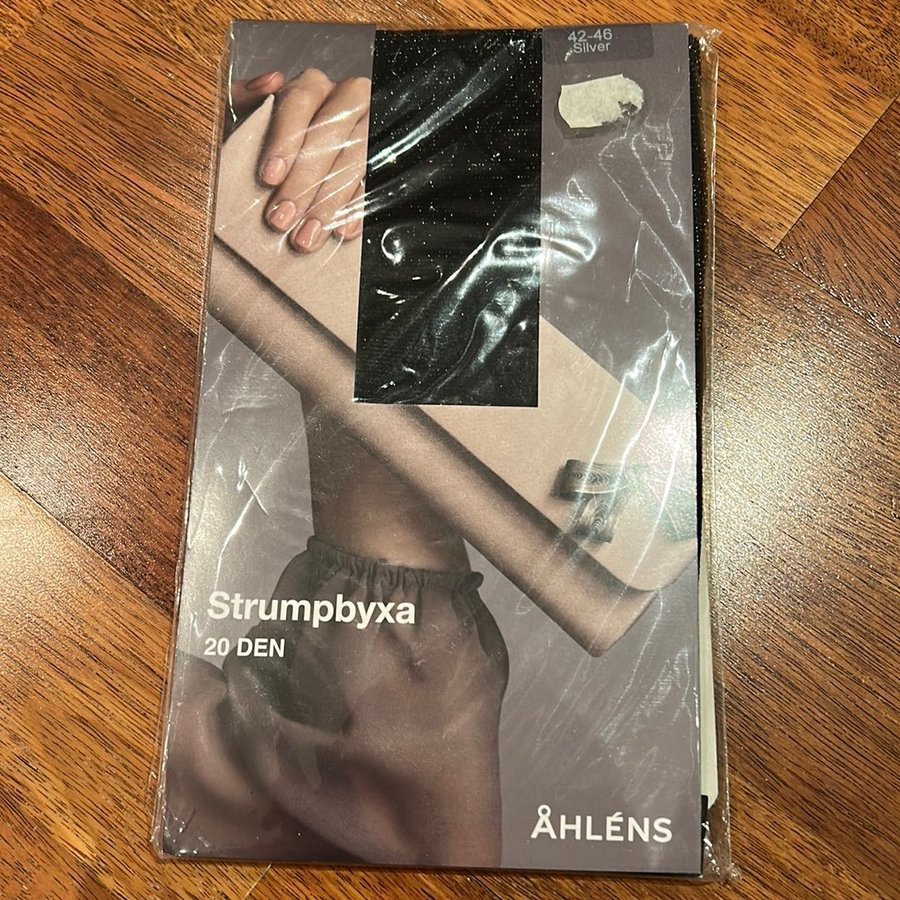 42-46
Silver
Strumpbyxa
20 DEN
ÅHLÉNS